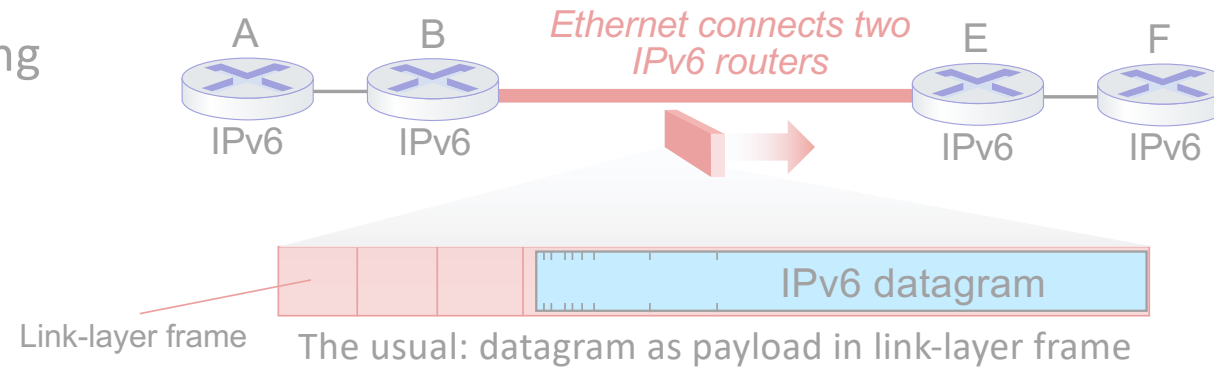 ng
Ethernet connects two
IPv6 routers
A
B
E
F
IPv6
IPv6
IPv6
IPv6
IPv6 datagram
Link-layer frame
The usual: datagram as payload in link-layer frame